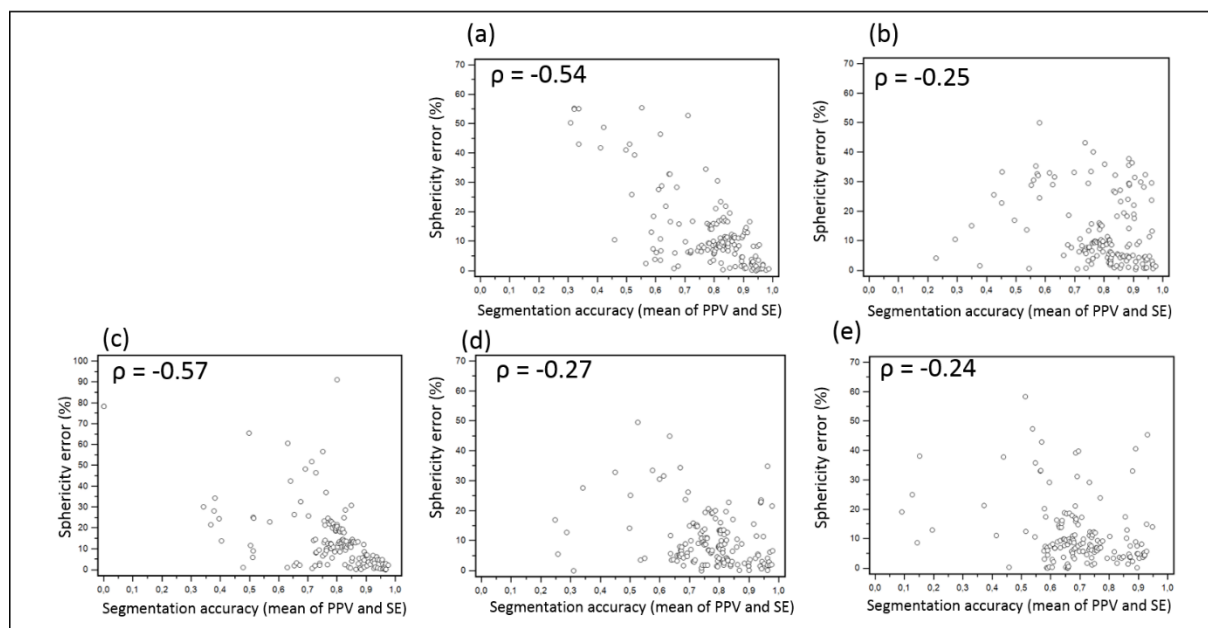 (a)
ρ = -0.54
Sphericity error (%)
70
60
50
40
30
20
10
0
0,0 0,1 0,2 0,3 0,4 0,5 0,6 0,7 0,8 0,9 1,0
Segmentation accuracy (mean of PPV and SE)
(b)
ρ = -0.25
Sphericity error (%)
70
60
50
40
30
20
10
0
0,0 0,1 0,2 0,3 0,4 0,5 0,6 0,7 0,8 0,9 1,0
Segmentation accuracy (mean of PPV and SE)
(c)
ρ = -0.57
Sphericity error (%)
100
90
80
70
60
50
40
30
20
10
0
0,0 0,1 0,2 0,3 0,4 0,5 0,6 0,7 0,8 0,9 1,0
Segmentation accuracy (mean of PPV and SE)
(d)
ρ = -0.27
Sphericity error (%)
70
60
50
40
30
20
10
0
0,0 0,1 0,2 0,3 0,4 0,5 0,6 0,7 0,8 0,9 1,0
Segmentation accuracy (mean of PPV and SE)
(e)
ρ = -0.24
Sphericity error (%)
70
60
50
40
30
20
10
0
0,0 0,1 0,2 0,3 0,4 0,5 0,6 0,7 0,8 0,9 1,0
Segmentation accuracy (mean of PPV and SE)